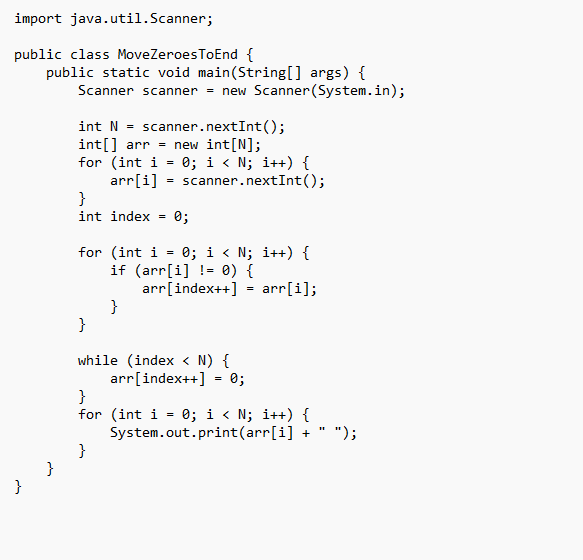 import java.util.Scanner;

public class MoveZeroesToEnd {
    public static void main(String[] args) {
        Scanner scanner = new Scanner(System.in);

        int N = scanner.nextInt();
        int[] arr = new int[N];
        for (int i = 0; i < N; i++) {
            arr[i] = scanner.nextInt();
        }
        int index = 0;

        for (int i = 0; i < N; i++) {
            if (arr[i] != 0) {
                arr[index++] = arr[i];
            }
        }

        while (index < N) {
            arr[index++] = 0;
        }
        for (int i = 0; i < N; i++) {
            System.out.print(arr[i] + " ");
        }
    }
}